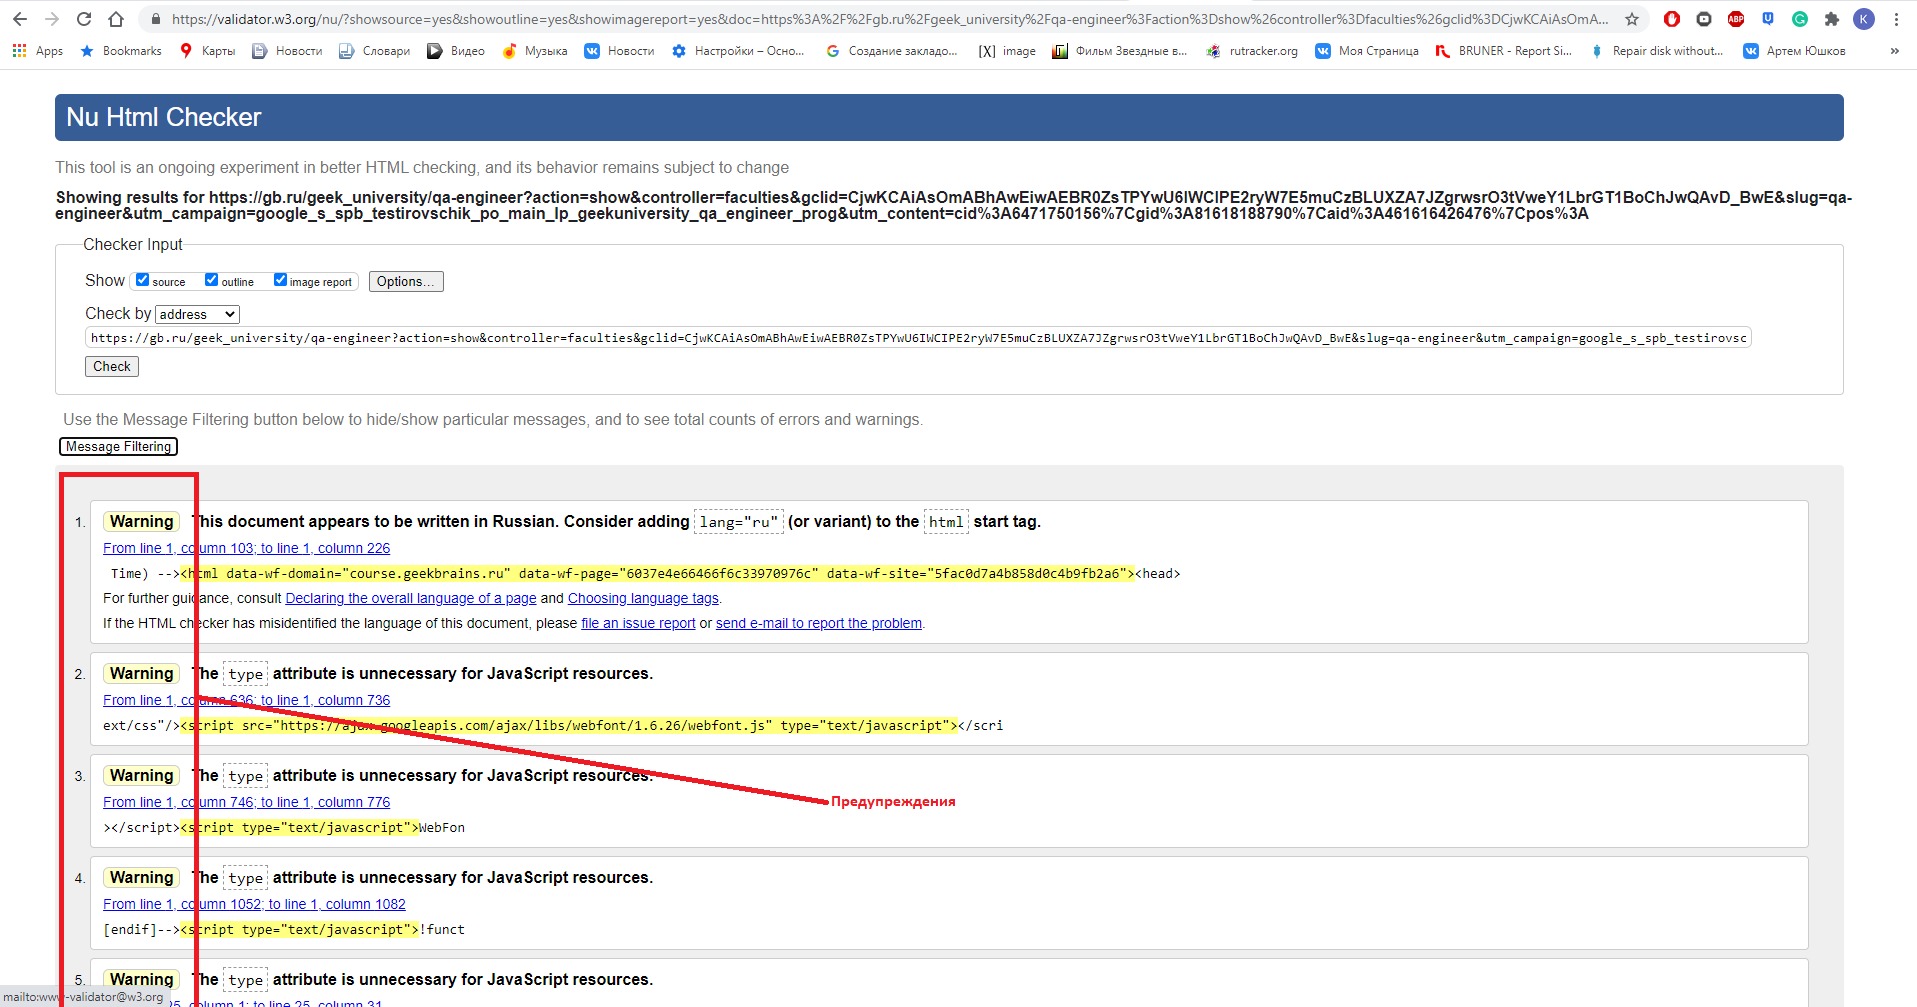 https://validator.w3.org/nu/?showsource=yes&showoutline=yes&showimagereport=yes&doc=https%3A%2F%2Fgb.ru%2Fgeek_university%2Fqa-engineer%3Faction%3Dshow%26controller%3Dfaculties%26gclid%3DCjwKCAiAsOmA...
ABP
K
Apps Bookmarks Карты Новости Словари Видео Музыка Новости Настройки – Осно... Создание закладо... [X] image Фильм Звездные в... rutracker.org Моя Страница BRUNER - Report Si... Repair disk without... Артем Юшков »
Nu Html Checker
This tool is an ongoing experiment in better HTML checking, and its behavior remains subject to change
Showing results for https://gb.ru/geek_university/qa-engineer?action=show&controller=faculties&gclid=CjwKCAiAsOmABhAwEiwAEBR0ZsTPYwU6IWCIPE2ryW7E5muCzBLUXZA7JZgrwsrO3tVweY1LbrGT1BoChJwQAvD_BwE&slug=qa-
engineer&utm_campaign=google_s_spb_testirovschik_po_main_lp_geekuniversity_qa_engineer_prog&utm_content=cid%3A6471750156%7Cgid%3A81618188790%7Caid%3A461616426476%7Cpos%3A
Checker Input
Show source outline image report Options...
Check by address
https://gb.ru/geek_university/qa-engineer?action=show&controller=faculties&gclid=CjwKCAiAsOmABhAwEiwAEBR0ZsTPYwU6IWCIPE2ryW7E5muCzBLUXZA7JZgrwsrO3tVweY1LbrGT1BoChJwQAvD_BwE&slug=qa-engineer&utm_campaign=google_s_spb_testirovsc
Check
Use the Message Filtering button below to hide/show particular messages, and to see total counts of errors and warnings.
Message Filtering
1. Warning This document appears to be written in Russian. Consider adding lang="ru" (or variant) to the html start tag.
From line 1, column 103; to line 1, column 226
Time) --><html data-wf-domain="course.geekbrains.ru" data-wf-page="6037e4e66466f6c33970976c" data-wf-site="5fac0d7a4b858d0c4b9fb2a6"><head>
For further guidance, consult Declaring the overall language of a page and Choosing language tags.
If the HTML checker has misidentified the language of this document, please file an issue report or send e-mail to report the problem.
2. Warning The type attribute is unnecessary for JavaScript resources.
From line 1, column 636; to line 1, column 736
ext/css"/><script src="https://ajax.googleapis.com/ajax/libs/webfont/1.6.26/webfont.js" type="text/javascript"></scri
3. Warning The type attribute is unnecessary for JavaScript resources.
From line 1, column 746; to line 1, column 776
Предупреждения
></script><script type="text/javascript">WebFon
4. Warning The type attribute is unnecessary for JavaScript resources.
From line 1, column 1052; to line 1, column 1082
[endif]--><script type="text/javascript">!funct
5. Warning The type attribute is unnecessary for JavaScript resources.
mailto:www-validator@w3.org 25, column 1; to line 25, column 31